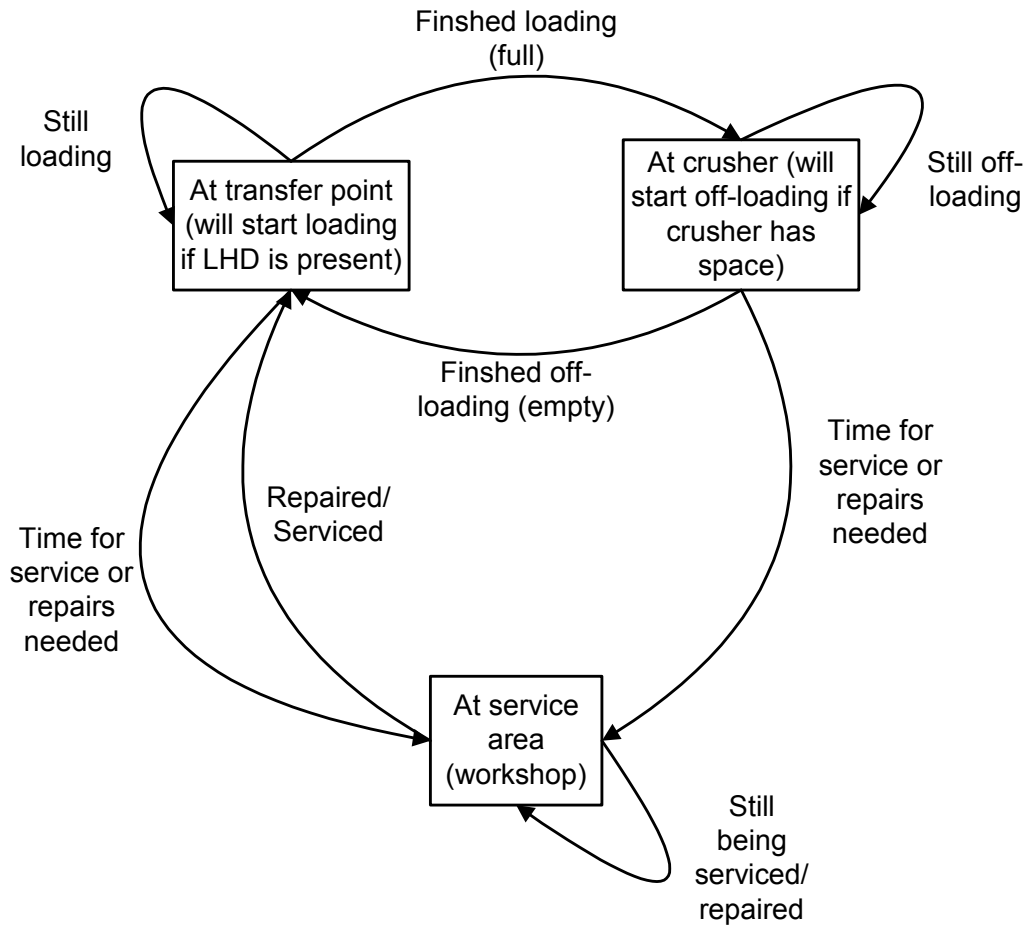 Finshed loading
(full)
Still
loading
At transfer point
(will start loading
if LHD is present)
At crusher (will
start off-loading if
crusher has
space)
Still off-
loading
Finshed off-
loading (empty)
Time for
service or
repairs
needed
Repaired/
Serviced
Time for
service or
repairs
needed
At service
area
(workshop)
Still
being
serviced/
repaired